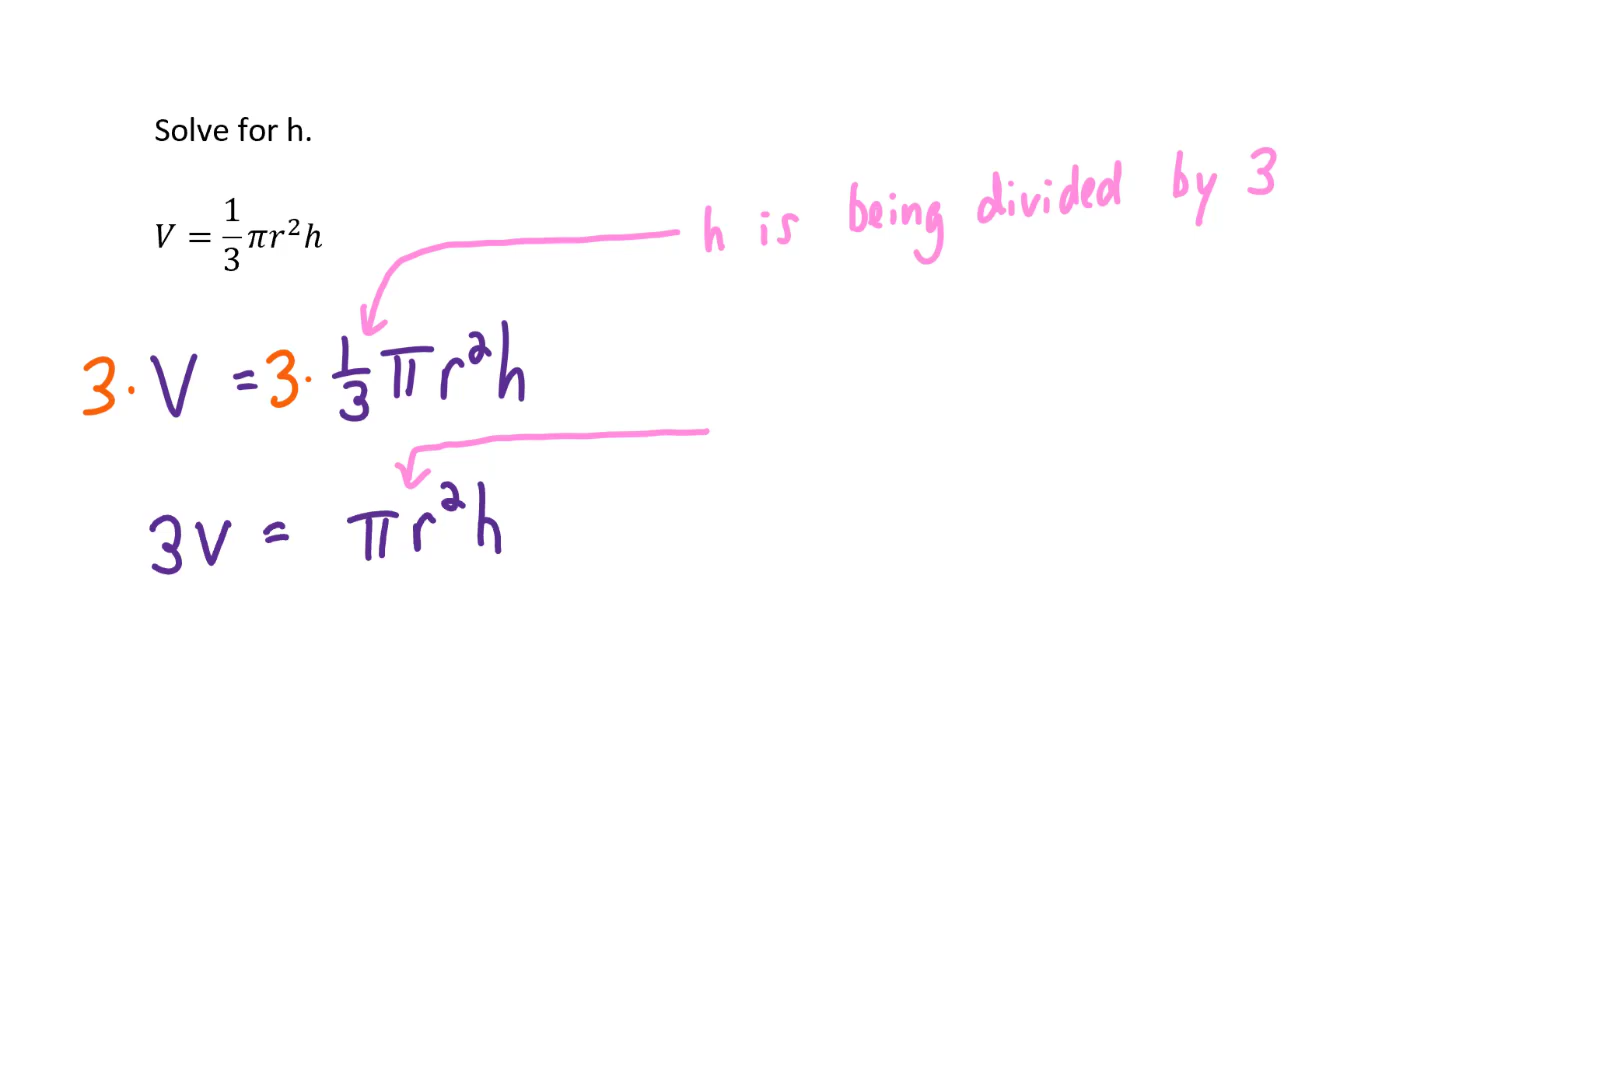 Solve for h.
V = 1/3 πr²h
h is being divided by 3
3· V = 3· 1/3 πr²h
3V = πr²h